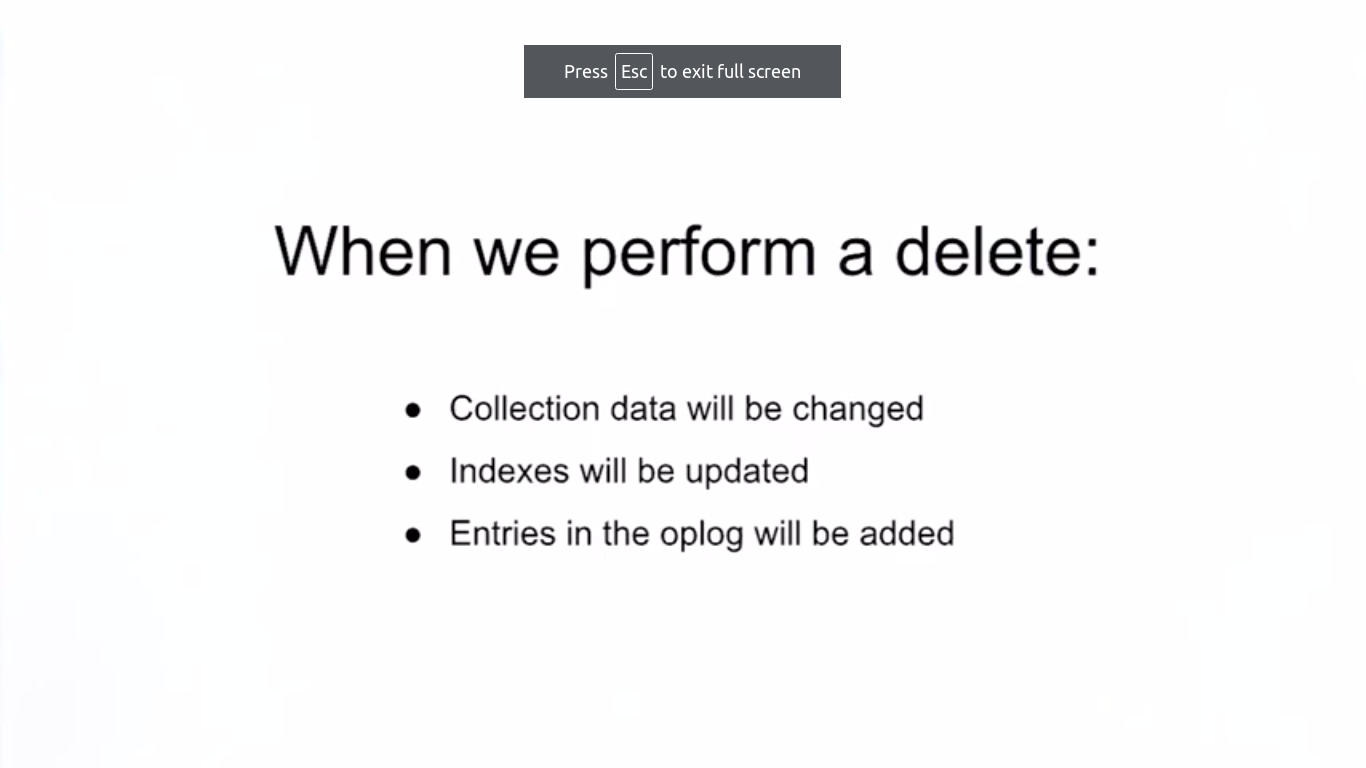 Press Esc to exit full screen
When we perform a delete:
● Collection data will be changed
● Indexes will be updated
● Entries in the oplog will be added